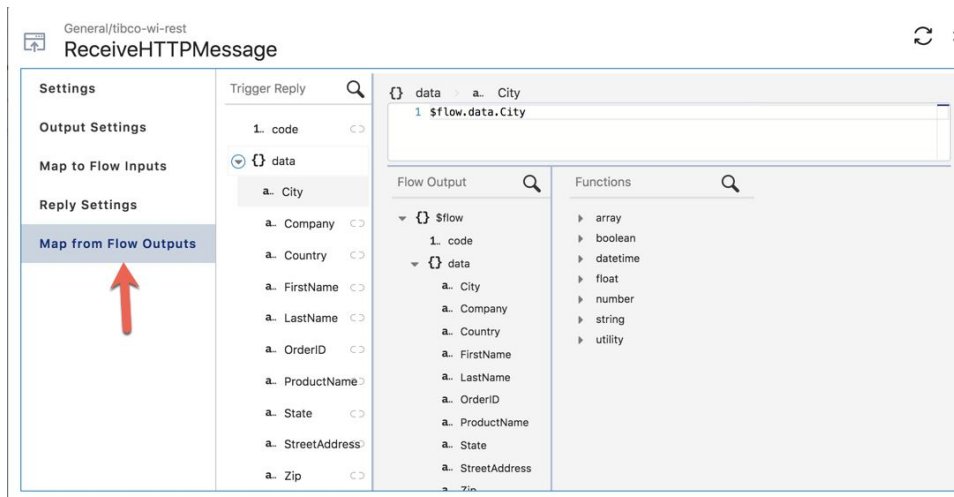 General/tibco-wi-rest
ReceiveHTTPMessage
Settings
Output Settings
Map to Flow Inputs
Reply Settings
Map from Flow Outputs
Trigger Reply
1.. code
{} data
a.. City
a.. Company
a.. Country
a.. FirstName
a.. LastName
a.. OrderID
a.. ProductName
a.. State
a.. StreetAddress
a.. Zip
{} data > a.. City
1 $flow.data.City
Flow Output
{} $flow
1.. code
{} data
a.. City
a.. Company
a.. Country
a.. FirstName
a.. LastName
a.. OrderID
a.. ProductName
a.. State
a.. StreetAddress
a.. Zip
Functions
array
boolean
datetime
float
number
string
utility